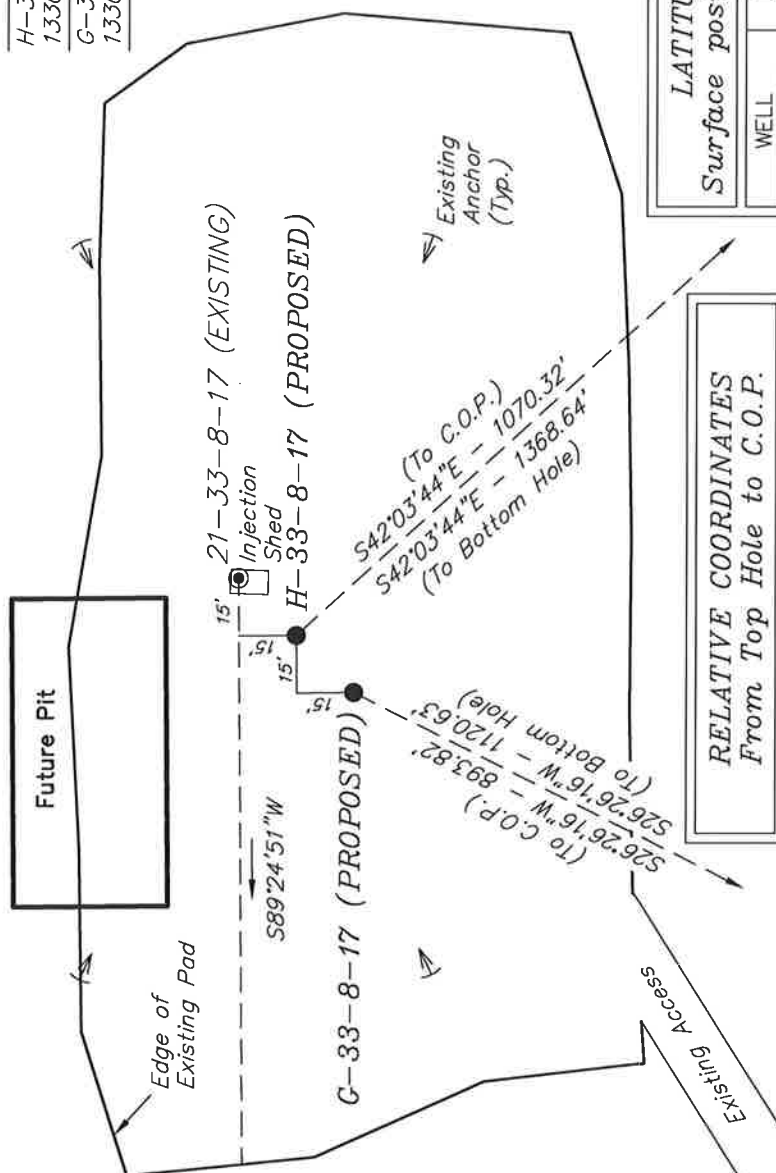 H-3
1330
G-3
1330
Future Pit
Edge of
Existing Pad
21-33-8-17 (EXISTING)
Injection
Shed
15'
15'
H-33-8-17 (PROPOSED)
15'
15'
S89°24'51"W
G-33-8-17 (PROPOSED)
Existing
Anchor
(Typ.)
(To C.O.P.)
S42°03'44"E - 1070.32'
S42°03'44"E - 1368.64'
(To Bottom Hole)
S26°26'16"W - 1120.63'
(To Bottom Hole)
S26°26'16"W - 893.82'
(To C.O.P.)
Existing Access
RELATIVE COORDINATES
From Top Hole to C.O.P.
LATITU
Surface pos
WELL